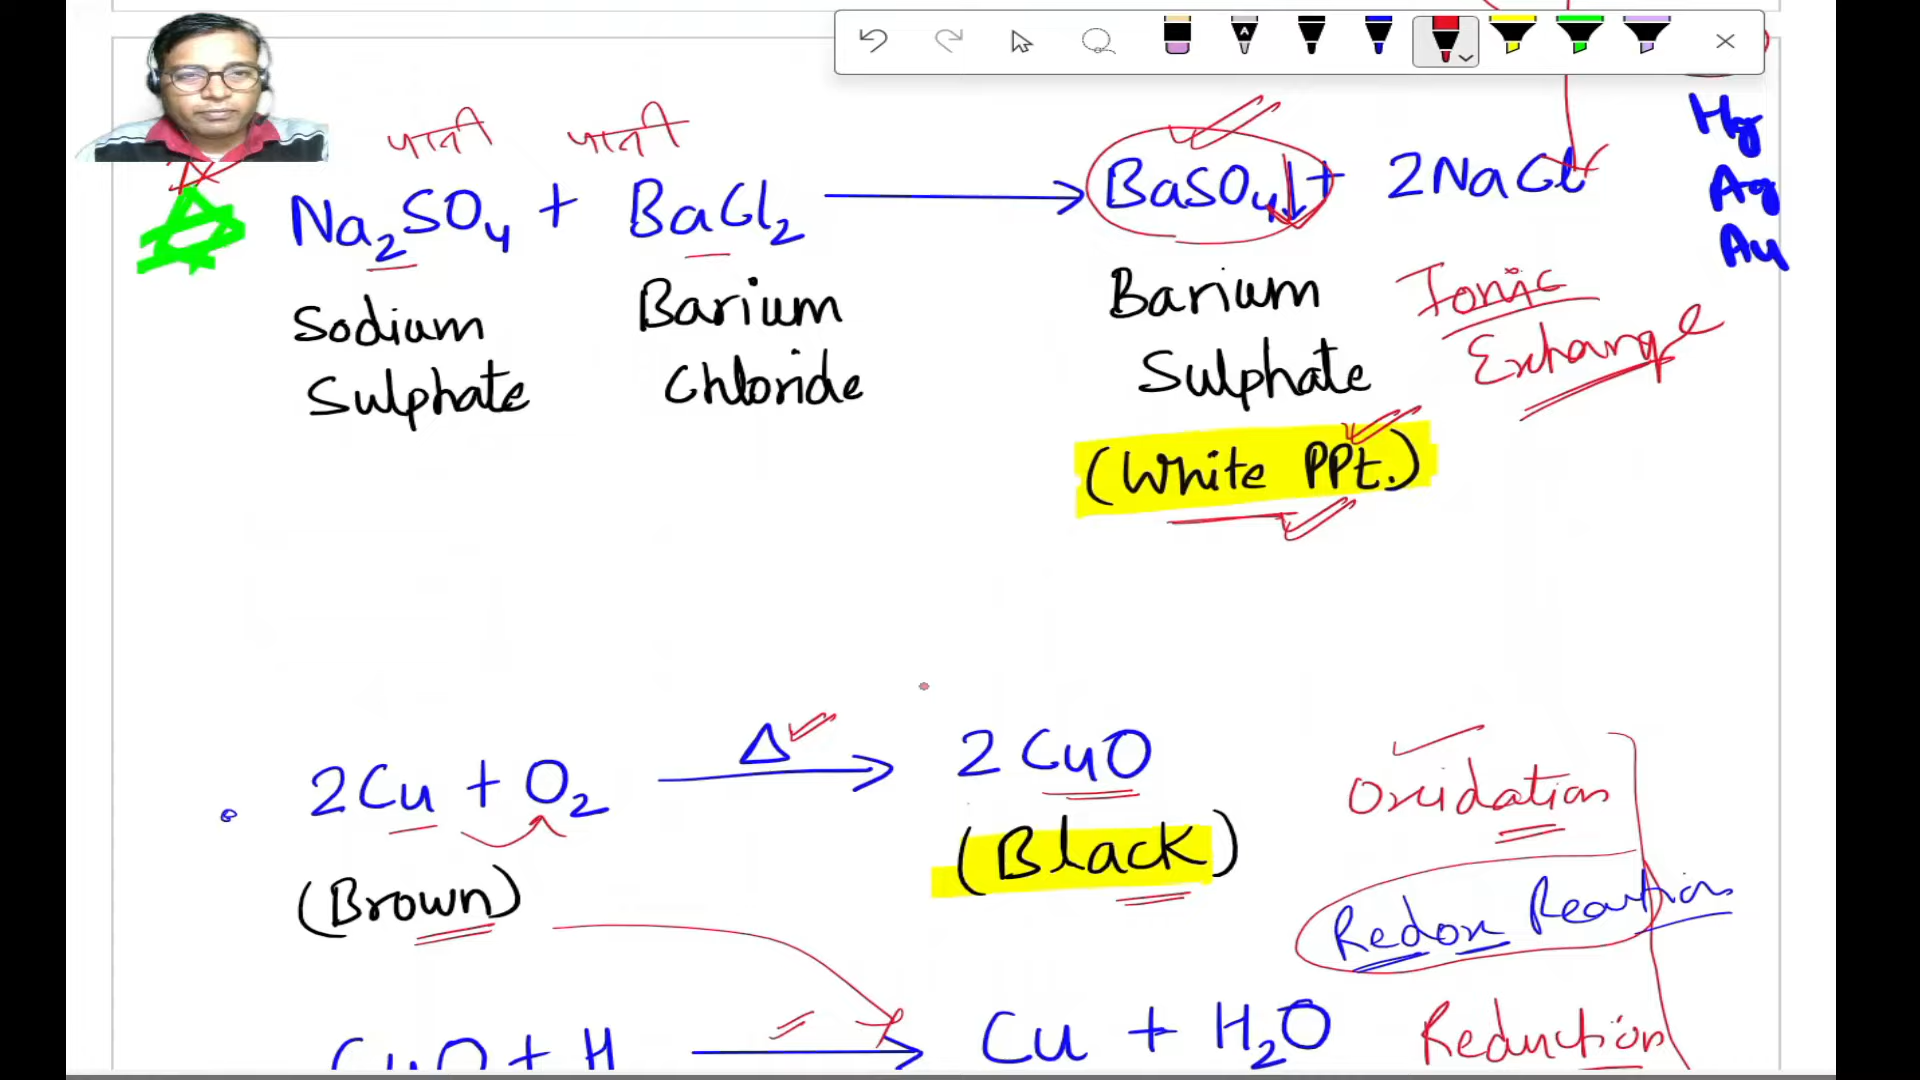 पानी पानी
Na₂SO₄ + BaCl₂ ⟶ BaSO₄↓ + 2NaCl
Sodium Sulphate
Barium Chloride
Barium Sulphate
(White PPt.)
Ionic Exchange
Hg
Ag
Au
2Cu + O₂ —Δ→ 2CuO
(Brown)
(Black)
Oxidation
Redox Reaction
CuO + H ⟶ Cu + H₂O
Reduction